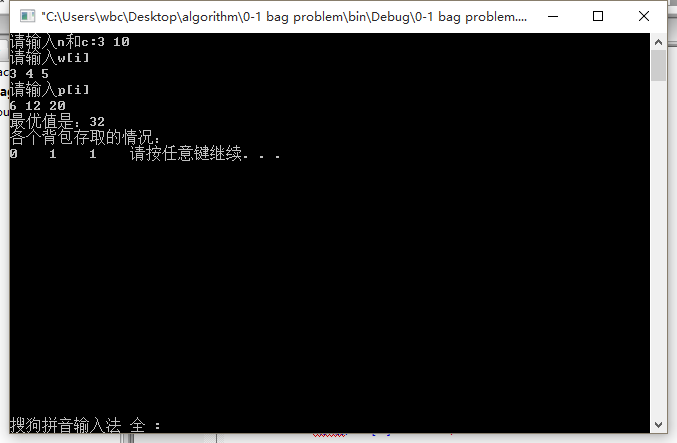 "C:\Users\wbc\Desktop\algorithm\0-1 bag problem\bin\Debug\0-1 bag problem....
请输入n和c:3 10
请输入w[i]
3 4 5
请输入p[i]
6 12 20
最优值是：32
各个背包存取的情况：
0    1    1    请按任意键继续. . .
搜狗拼音输入法 全 ：